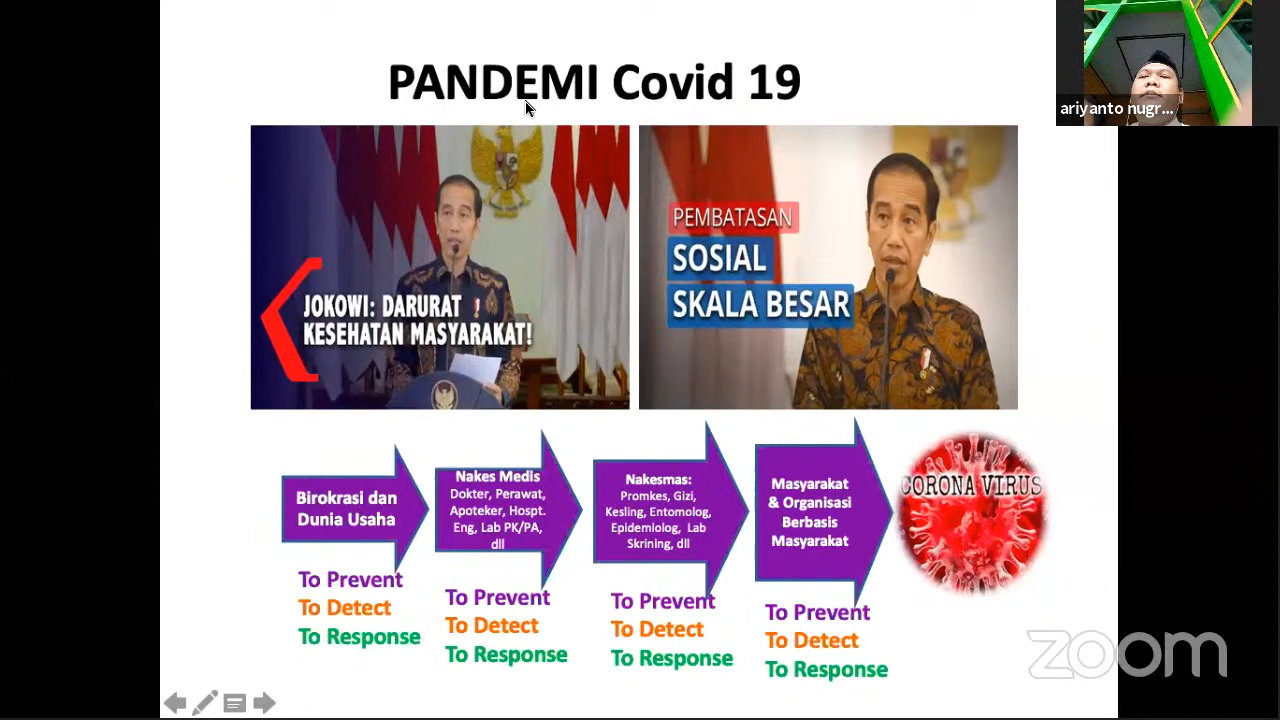 PANDEMI Covid 19
ariyanto nugr...
JOKOWI: DARURAT
KESEHATAN MASYARAKAT!
PEMBATASAN
SOSIAL
SKALA BESAR
Birokrasi dan
Dunia Usaha
To Prevent
To Detect
To Response
Nakes Medis
Dokter, Perawat,
Apoteker, Hospt.
Eng, Lab PK/PA,
dll
To Prevent
To Detect
To Response
Nakesmas:
Promkes, Gizi,
Kesling, Entomolog,
Epidemiolog, Lab
Skrining, dll
To Prevent
To Detect
To Response
Masyarakat
& Organisasi
Berbasis
Masyarakat
To Prevent
To Detect
To Response
CORONA VIRUS
zoom